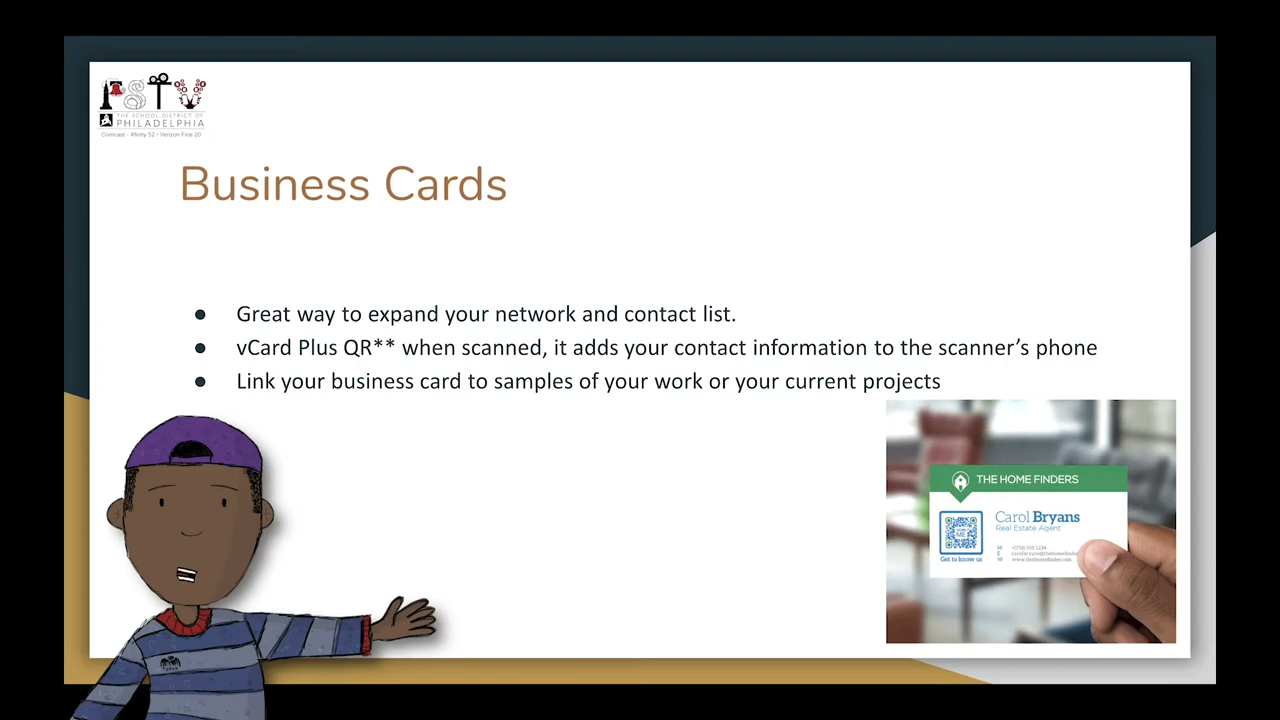 PSTV
THE SCHOOL DISTRICT OF
PHILADELPHIA
Comcast - Xfinity 52 / Verizon Fios 20
Business Cards
● Great way to expand your network and contact list.
● vCard Plus QR** when scanned, it adds your contact information to the scanner’s phone
● Link your business card to samples of your work or your current projects
THE HOME FINDERS
Carol Bryans
Real Estate Agent
Get to know us
M
E
W